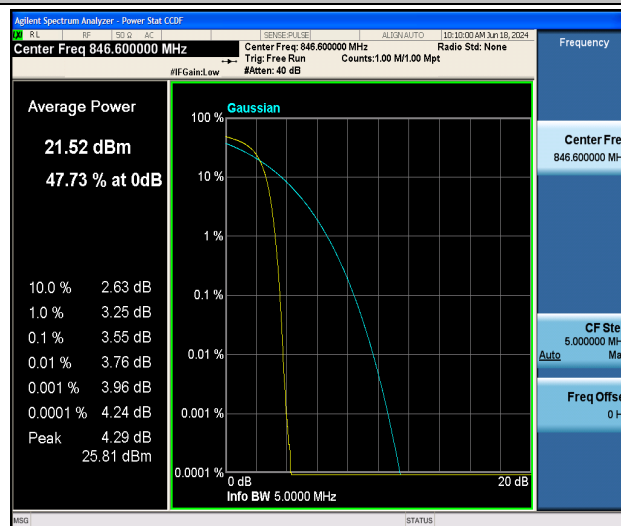 Agilent Spectrum Analyzer - Power Stat CCDF
RL RF 50 Ω AC SENSE:PULSE ALIGN AUTO 10:10:00 AM Jun 18, 2024
Center Freq 846.600000 MHz
Center Freq: 846.600000 MHz Radio Std: None
Trig: Free Run Counts:1.00 M/1.00 Mpt
#IFGain:Low #Atten: 40 dB
Frequency
Average Power
21.52 dBm
47.73 % at 0dB
10.0 % 2.63 dB
1.0 % 3.25 dB
0.1 % 3.55 dB
0.01 % 3.76 dB
0.001 % 3.96 dB
0.0001 % 4.24 dB
Peak 4.29 dB
25.81 dBm
Gaussian
100 %
10 %
1 %
0.1 %
0.01 %
0.001 %
0.0001 %
0 dB 20 dB
Info BW 5.0000 MHz
Center Fre
846.600000 MH
CF Ste
5.000000 MH
Auto Ma
Freq Offse
0 H
MSG STATUS